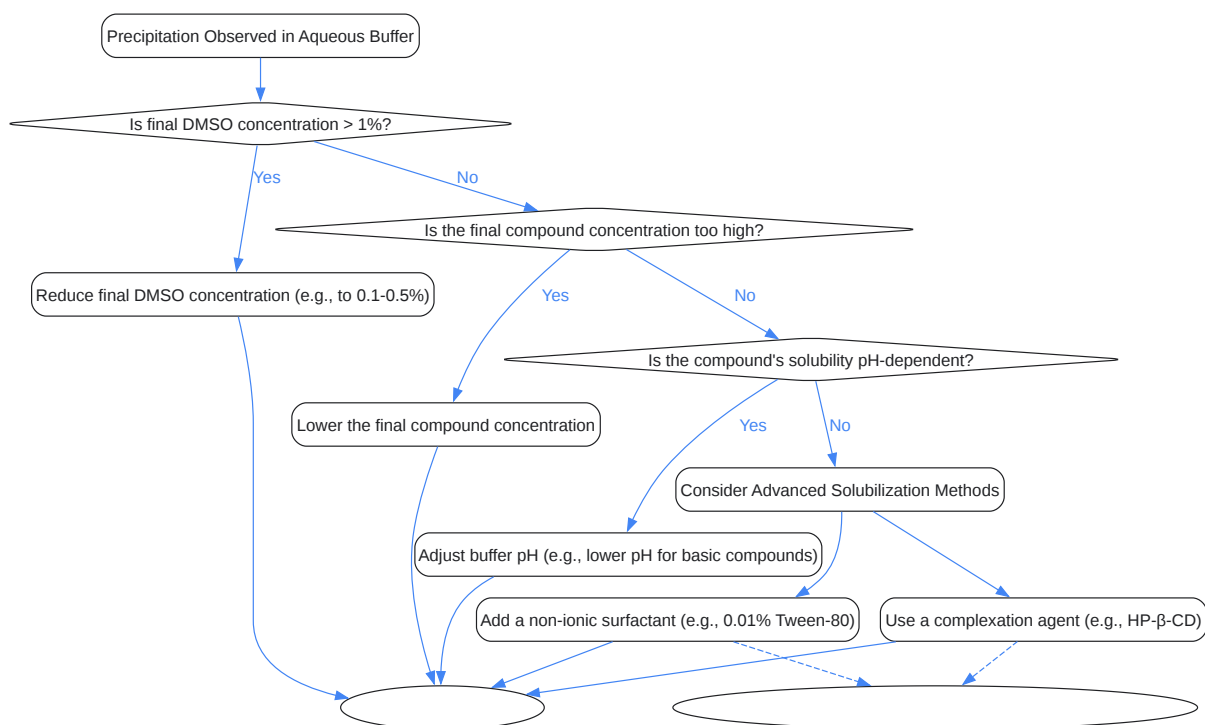 Precipitation Observed in Aqueous Buffer
Is final DMSO concentration > 1%?
Yes
No
Is the final compound concentration too high?
Reduce final DMSO concentration (e.g., to 0.1-0.5%)
Yes
No
Is the compound's solubility pH-dependent?
Lower the final compound concentration
Yes
No
Consider Advanced Solubilization Methods
Adjust buffer pH (e.g., lower pH for basic compounds)
Add a non-ionic surfactant (e.g., 0.01% Tween-80)
Use a complexation agent (e.g., HP-β-CD)